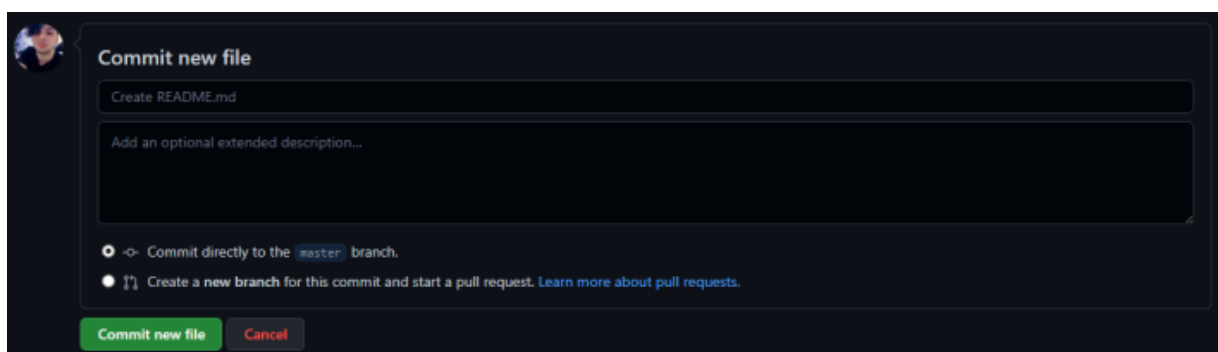 Commit new file
Create README.md
Add an optional extended description...
Commit directly to the master branch.
Create a new branch for this commit and start a pull request. Learn more about pull requests.
Commit new file Cancel